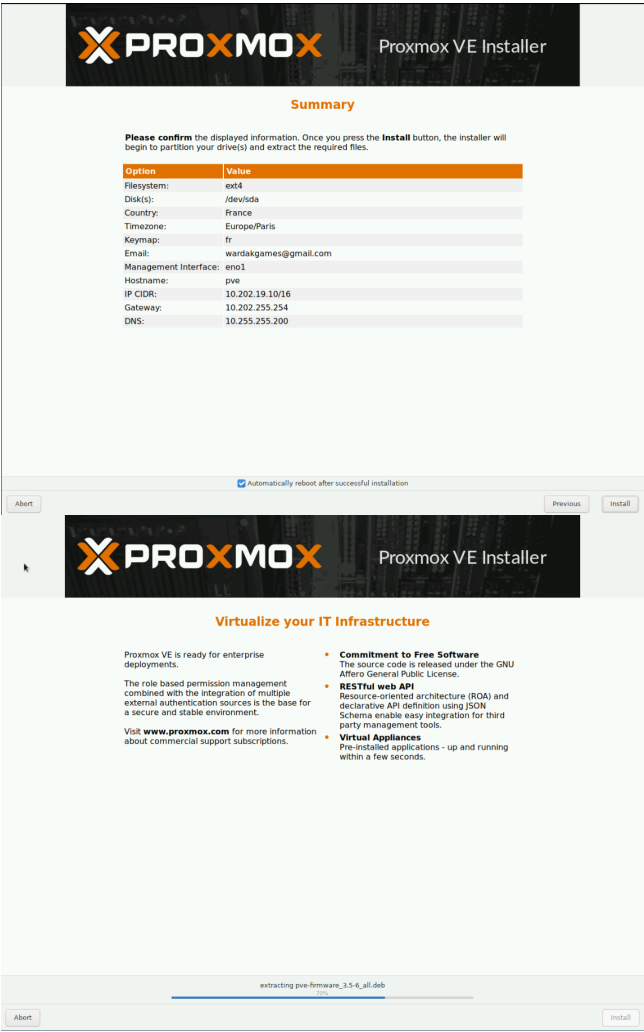 PROXMOX Proxmox VE Installer
Summary
Please confirm the displayed information. Once you press the Install button, the installer will
begin to partition your drive(s) and extract the required files.
Option Value
Filesystem: ext4
Disk(s): /dev/sda
Country: France
Timezone: Europe/Paris
Keymap: fr
Email: wardakgames@gmail.com
Management Interface: eno1
Hostname: pve
IP CIDR: 10.202.19.10/16
Gateway: 10.202.255.254
DNS: 10.255.255.200
Automatically reboot after successful installation
Abort Previous Install
PROXMOX Proxmox VE Installer
Virtualize your IT Infrastructure
Proxmox VE is ready for enterprise
deployments.
The role based permission management
combined with the integration of multiple
external authentication sources is the base for
a secure and stable environment.
Visit www.proxmox.com for more information
about commercial support subscriptions.
• Commitment to Free Software
The source code is released under the GNU
Affero General Public License.
• RESTful web API
Resource-oriented architecture (ROA) and
declarative API definition using JSON
Schema enable easy integration for third
party management tools.
• Virtual Appliances
Pre-installed applications - up and running
within a few seconds.
extracting pve-firmware_3.5-6_all.deb
70%
Abort Install